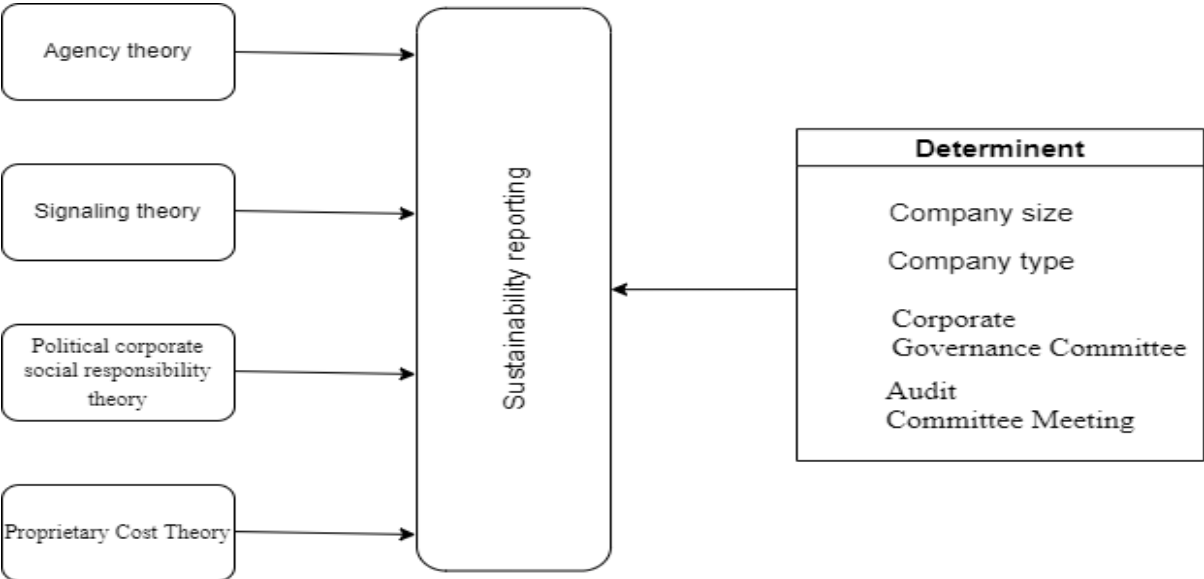 Agency theory
Signaling theory
Political corporate
social responsibility
theory
Proprietary Cost Theory
Sustainability reporting
Determinent
Company size
Company type
Corporate
Governance Committee
Audit
Committee Meeting